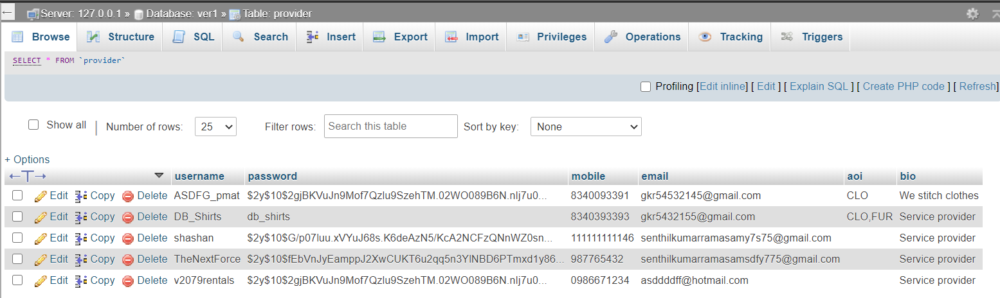 Server: 127.0.0.1 » Database: ver1 » Table: provider
Browse Structure SQL Search Insert Export Import Privileges Operations Tracking Triggers
SELECT * FROM `provider`
Profiling [Edit inline] [ Edit ] [ Explain SQL ] [ Create PHP code ] [ Refresh]
Show all | Number of rows: 25 Filter rows: Search this table Sort by key: None
+ Options
←T→ username password mobile email aoi bio
Edit Copy Delete ASDFG_pmat $2y$10$2gjBKVuJn9Mof7Qzlu9SzehTM.02WO089B6N.nIj7u0... 8340093391 gkr54532145@gmail.com CLO We stitch clothes
Edit Copy Delete DB_Shirts db_shirts 8340393393 gkr5432155@gmail.com CLO,FUR Service provider
Edit Copy Delete shashan $2y$10$G/p07luu.xVYuJ68s.K6deAzN5/KcA2NCFzQNnWZ0sn... 111111111146 senthilkumarramasamy7s75@gmail.com Service provider
Edit Copy Delete TheNextForce $2y$10$fEbVnJyEamppJ2XwCUKT6u2qq5n3YlNBD6PTmxd1y86... 987765432 senthilkumarramasamsdfy775@gmail.com Service provider
Edit Copy Delete v2079rentals $2y$10$2gjBKVuJn9Mof7Qzlu9SzehTM.02WO089B6N.nIj7u0... 0986671234 asddddff@hotmail.com Service provider